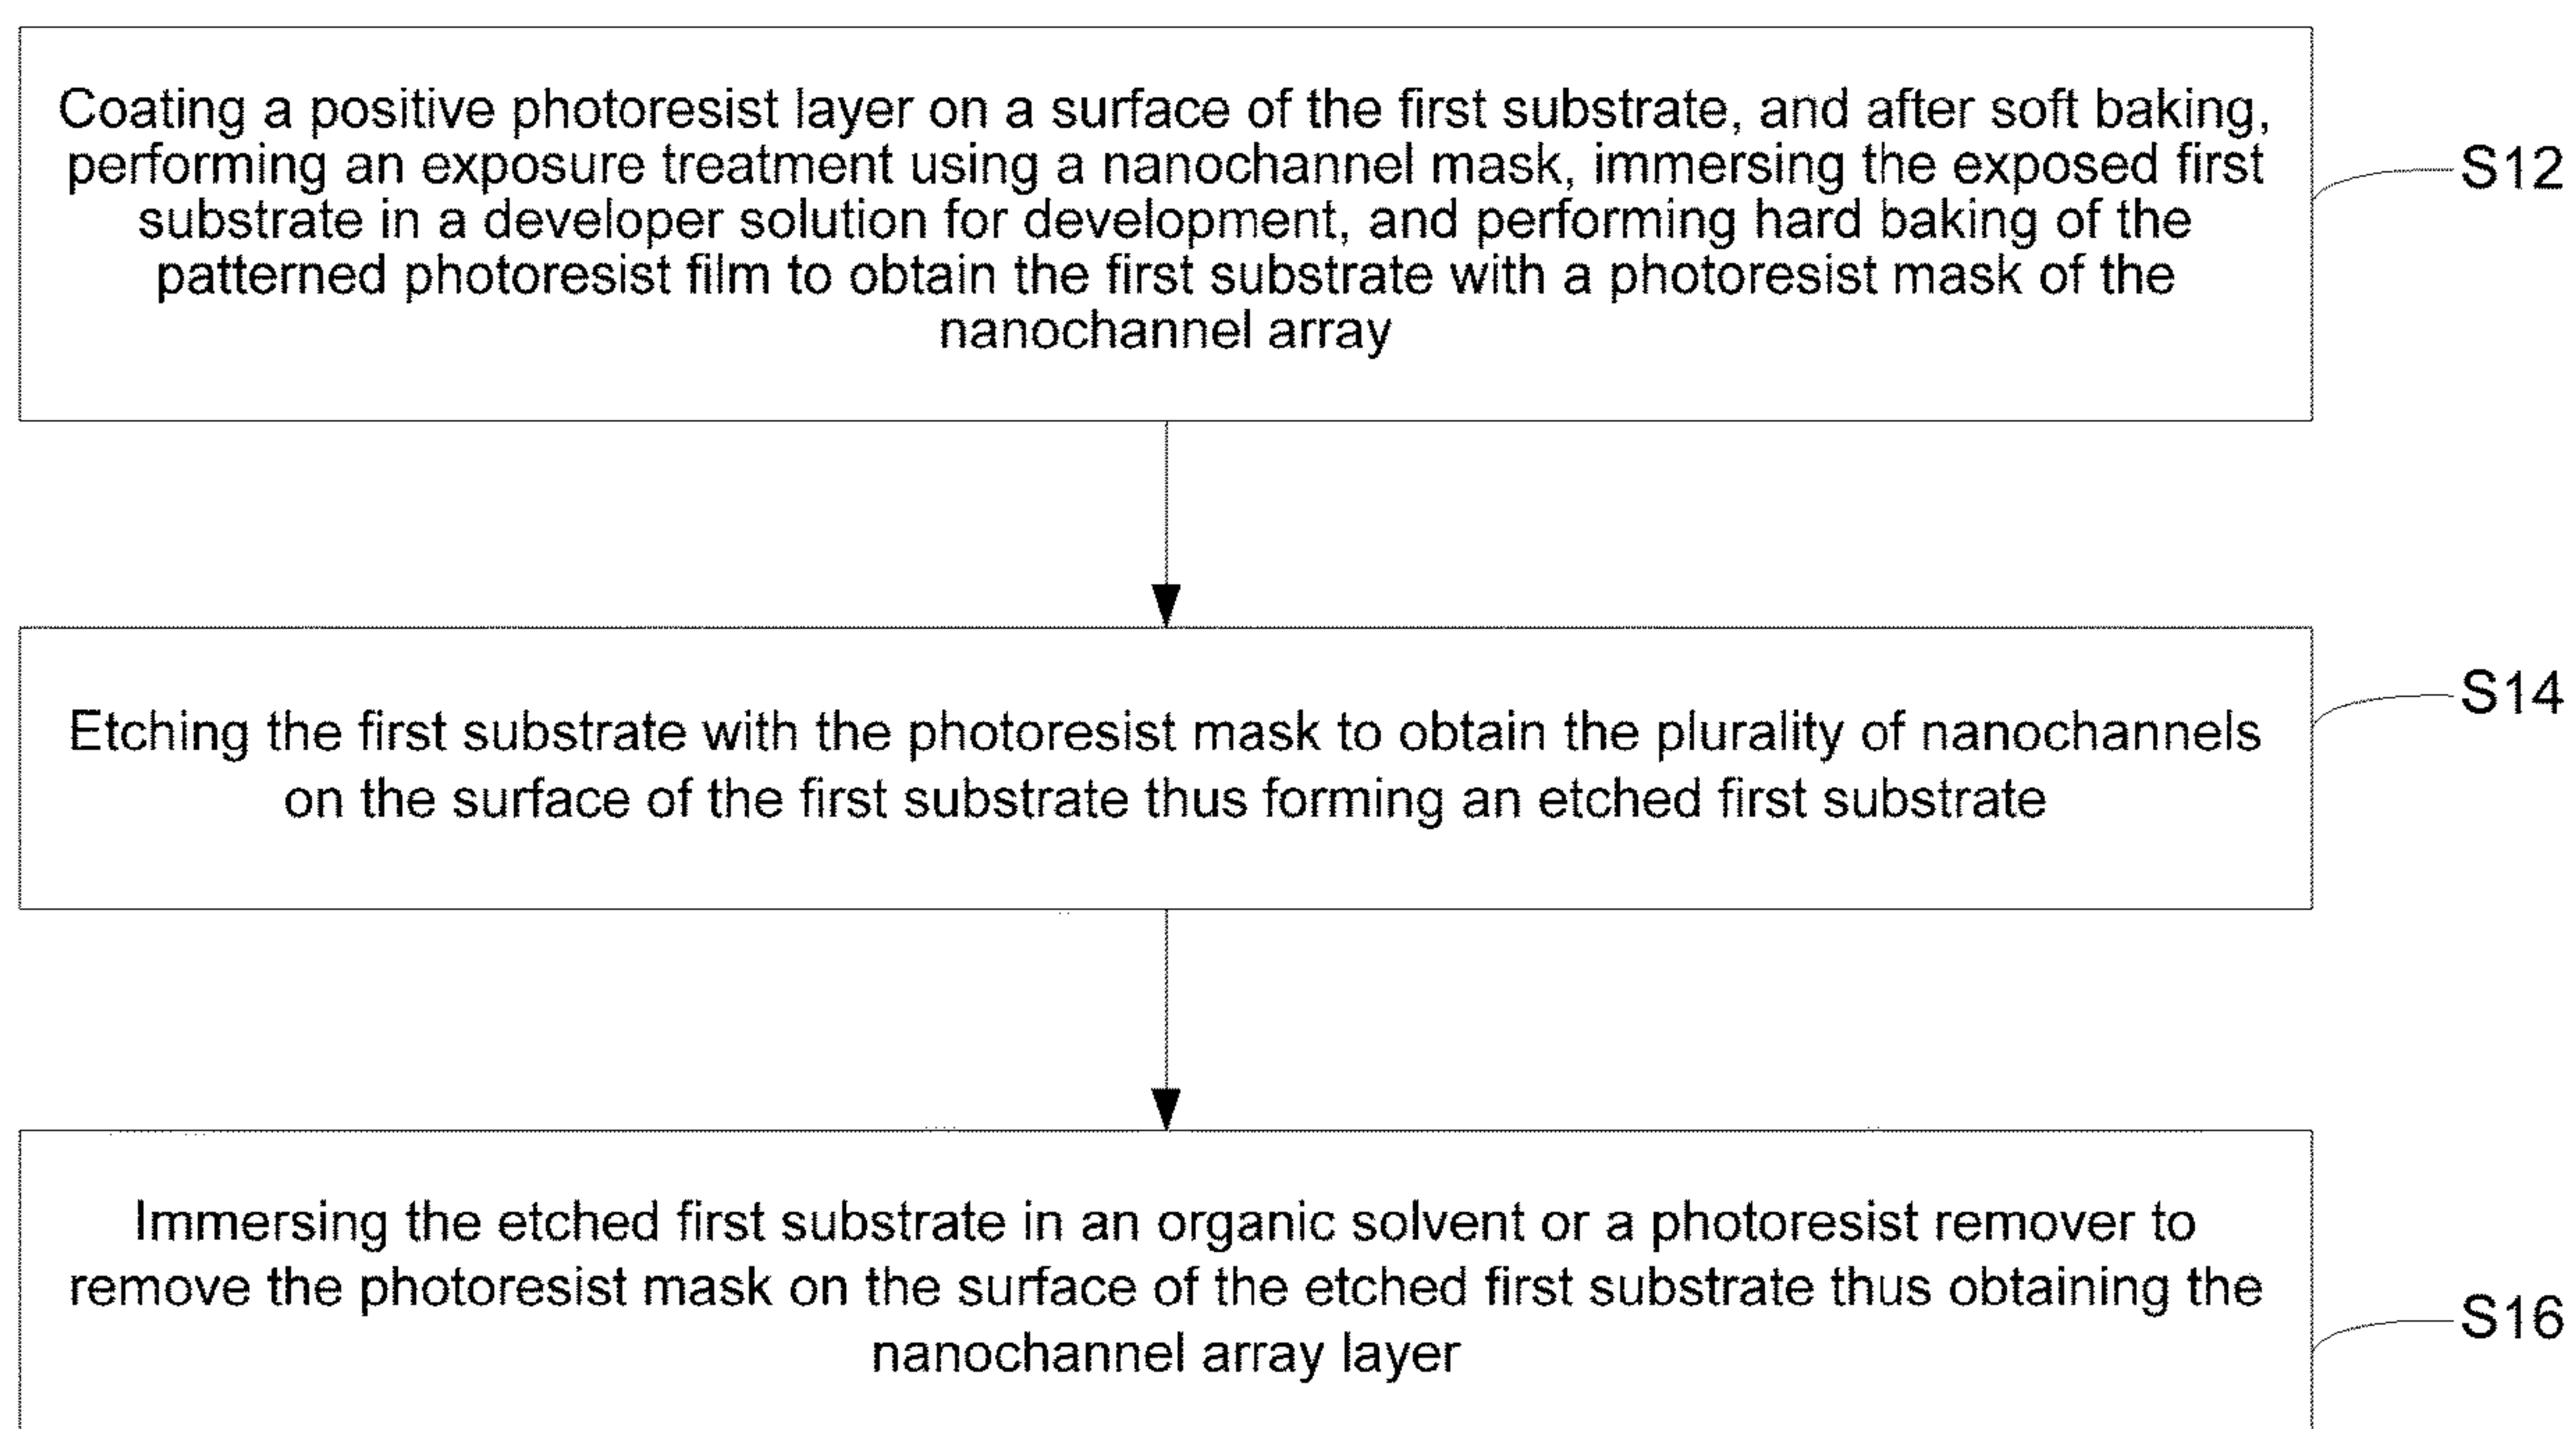 Coating a positive photoresist layer on a surface of the first substrate, and after soft baking,
performing an exposure treatment using a nanochannel mask, immersing the exposed first
substrate in a developer solution for development, and performing hard baking of the
patterned photoresist film to obtain the first substrate with a photoresist mask of the
nanochannel array
S12
Etching the first substrate with the photoresist mask to obtain the plurality of nanochannels
on the surface of the first substrate thus forming an etched first substrate
S14
Immersing the etched first substrate in an organic solvent or a photoresist remover to
remove the photoresist mask on the surface of the etched first substrate thus obtaining the
nanochannel array layer
S16